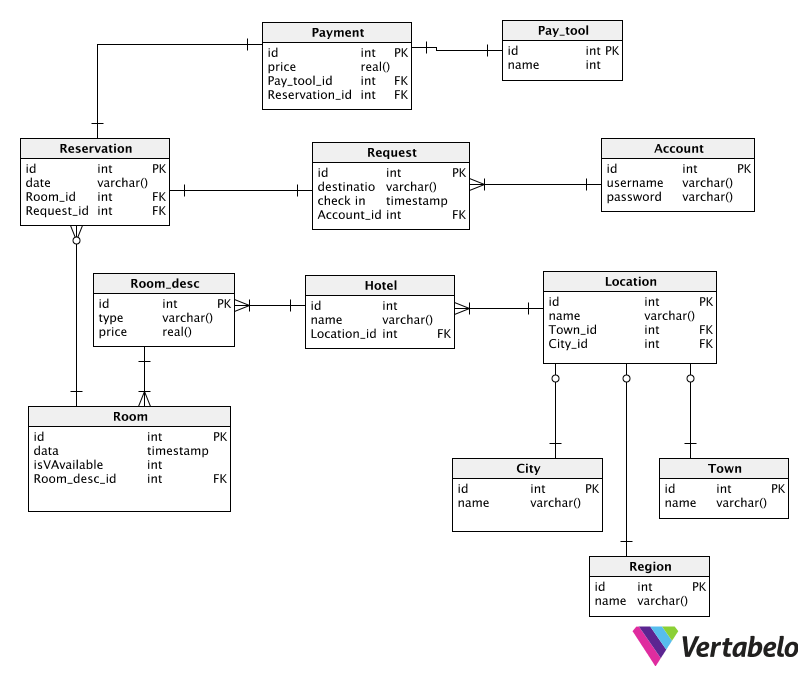 Payment
id int PK
price real()
Pay_tool_id int FK
Reservation_id int FK
Pay_tool
id int PK
name int
Reservation
id int PK
date varchar()
Room_id int FK
Request_id int FK
Request
id int PK
destinatio varchar()
check in timestamp
Account_id int FK
Account
id int PK
username varchar()
password varchar()
Room_desc
id int PK
type varchar()
price real()
Hotel
id int
name varchar()
Location_id int FK
Location
id int PK
name varchar()
Town_id int FK
City_id int FK
Room
id int PK
data timestamp
isVAvailable int
Room_desc_id int FK
City
id int PK
name varchar()
Town
id int PK
name varchar()
Region
id int PK
name varchar()
Vertabelo